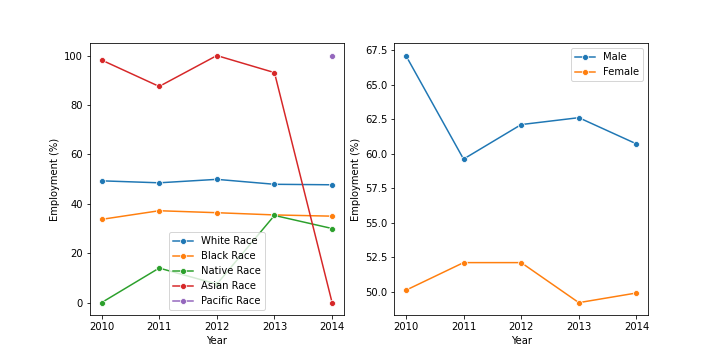 Employment (%)
100
80
60
40
20
0
2010 2011 2012 2013 2014
Year
White Race
Black Race
Native Race
Asian Race
Pacific Race
Employment (%)
67.5
65.0
62.5
60.0
57.5
55.0
52.5
50.0
2010 2011 2012 2013 2014
Year
Male
Female